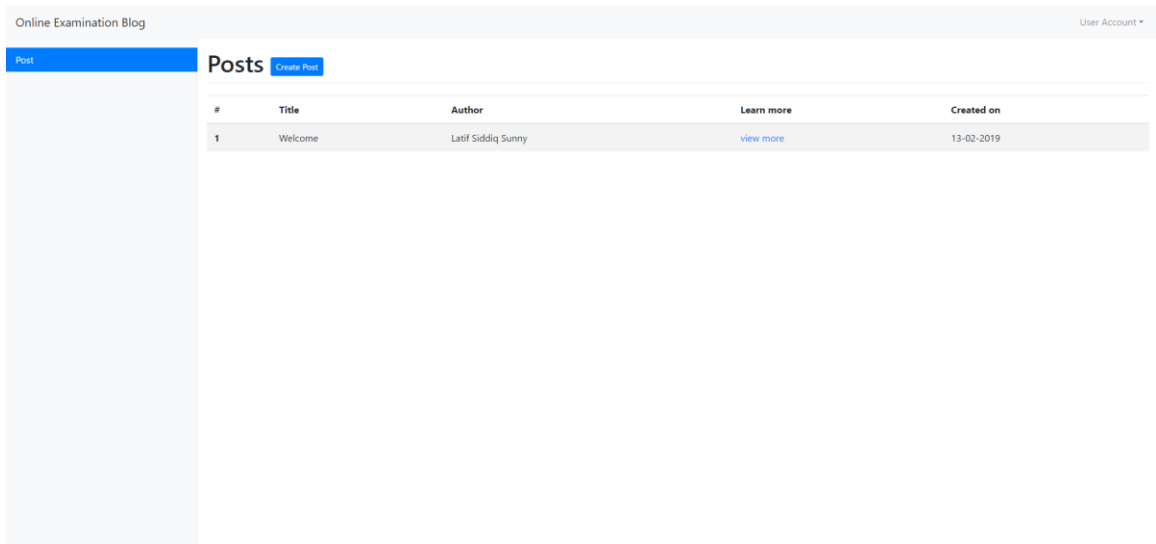 Online Examination Blog
User Account
Post
Posts Create Post
# Title Author Learn more Created on
1 Welcome Latif Siddiq Sunny view more 13-02-2019